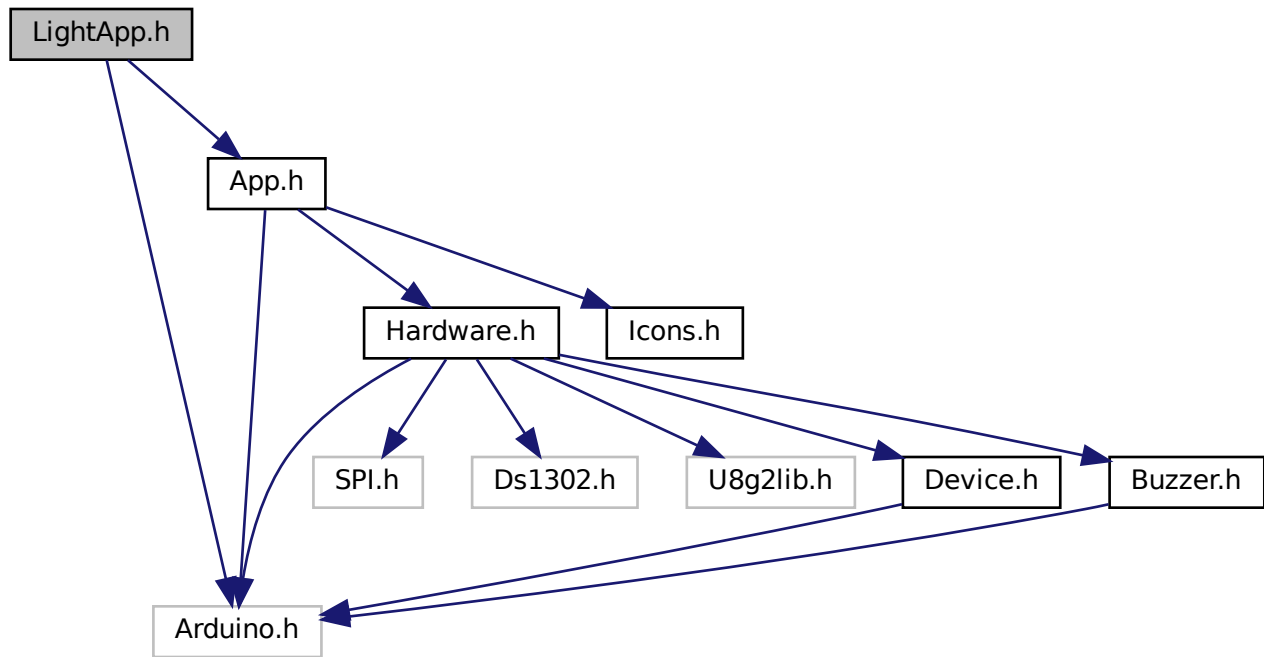 LightApp.h
App.h
Hardware.h
Icons.h
SPI.h
Ds1302.h
U8g2lib.h
Device.h
Buzzer.h
Arduino.h